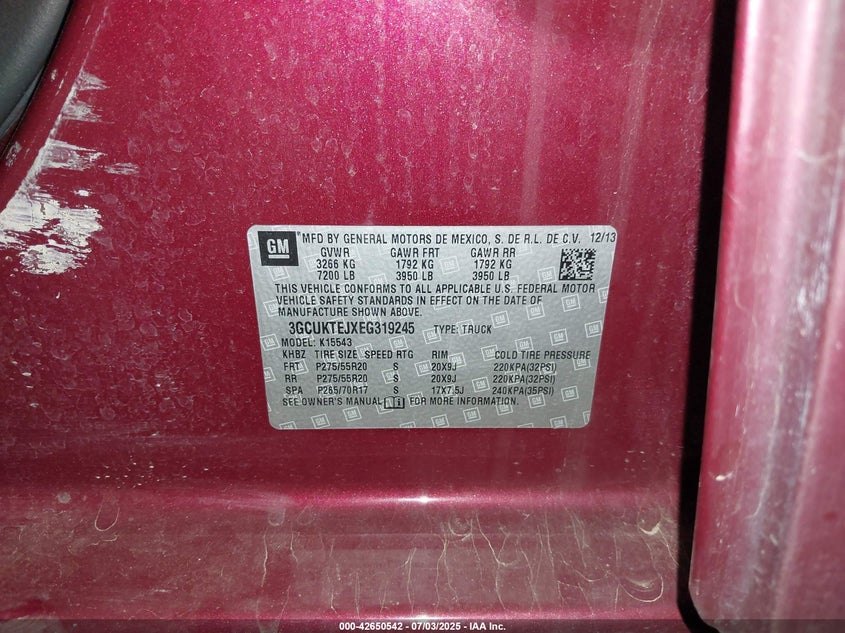 GM MFD BY GENERAL MOTORS DE MEXICO, S. DE R.L. DE C.V. 12/13
GVWR GAWR FRT GAWR RR
3266 KG 1792 KG 1792 KG
7200 LB 3950 LB 3950 LB
THIS VEHICLE CONFORMS TO ALL APPLICABLE U.S. FEDERAL MOTOR
VEHICLE SAFETY STANDARDS IN EFFECT ON THE DATE OF
MANUFACTURE SHOWN ABOVE.
3GCUKTEJXEG319245 TYPE: TRUCK
MODEL: K15543
KHBZ TIRE SIZE SPEED RTG RIM COLD TIRE PRESSURE
FRT P275/55R20 S 20X9J 220KPA(32PSI)
RR P275/55R20 S 20X9J 220KPA(32PSI)
SPA P265/70R17 S 17X7.5J 240KPA(35PSI)
SEE OWNER'S MANUAL FOR MORE INFORMATION.
000-42650542 - 07/03/2025 - IAA Inc.